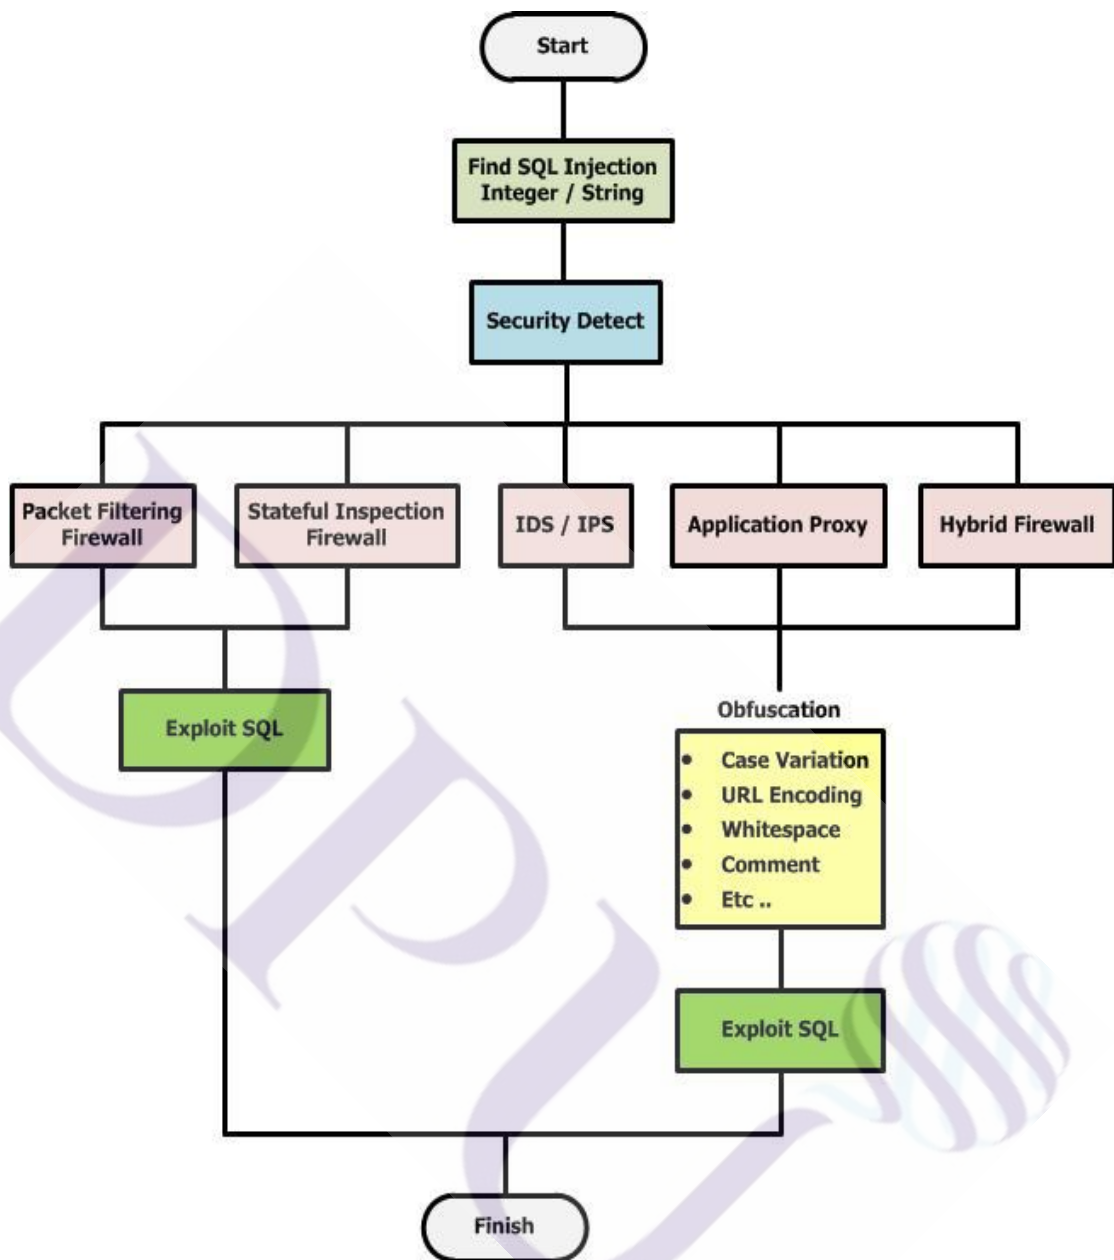 Start
Find SQL Injection
Integer / String
Security Detect
Packet Filtering
Firewall
Stateful Inspection
Firewall
IDS / IPS
Application Proxy
Hybrid Firewall
Exploit SQL
Obfuscation
• Case Variation
• URL Encoding
• Whitespace
• Comment
• Etc ..
Exploit SQL
Finish
DPU